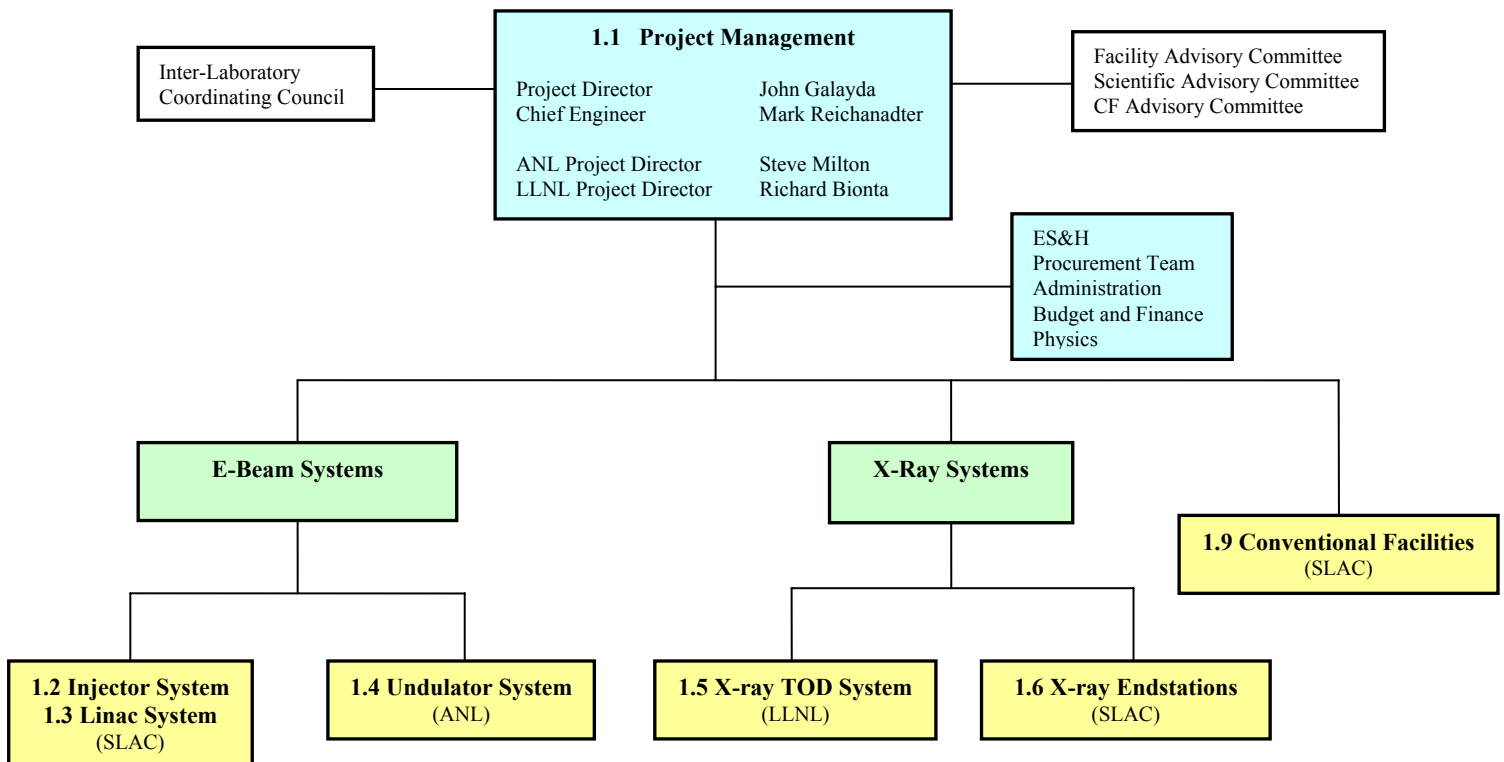 1.1 Project Management
Project Director John Galayda
Chief Engineer Mark Reichanadter
ANL Project Director Steve Milton
LLNL Project Director Richard Bionta
Inter-Laboratory
Coordinating Council
Facility Advisory Committee
Scientific Advisory Committee
CF Advisory Committee
ES&H
Procurement Team
Administration
Budget and Finance
Physics
E-Beam Systems
X-Ray Systems
1.9 Conventional Facilities
(SLAC)
1.2 Injector System
1.3 Linac System
(SLAC)
1.4 Undulator System
(ANL)
1.5 X-ray TOD System
(LLNL)
1.6 X-ray Endstations
(SLAC)